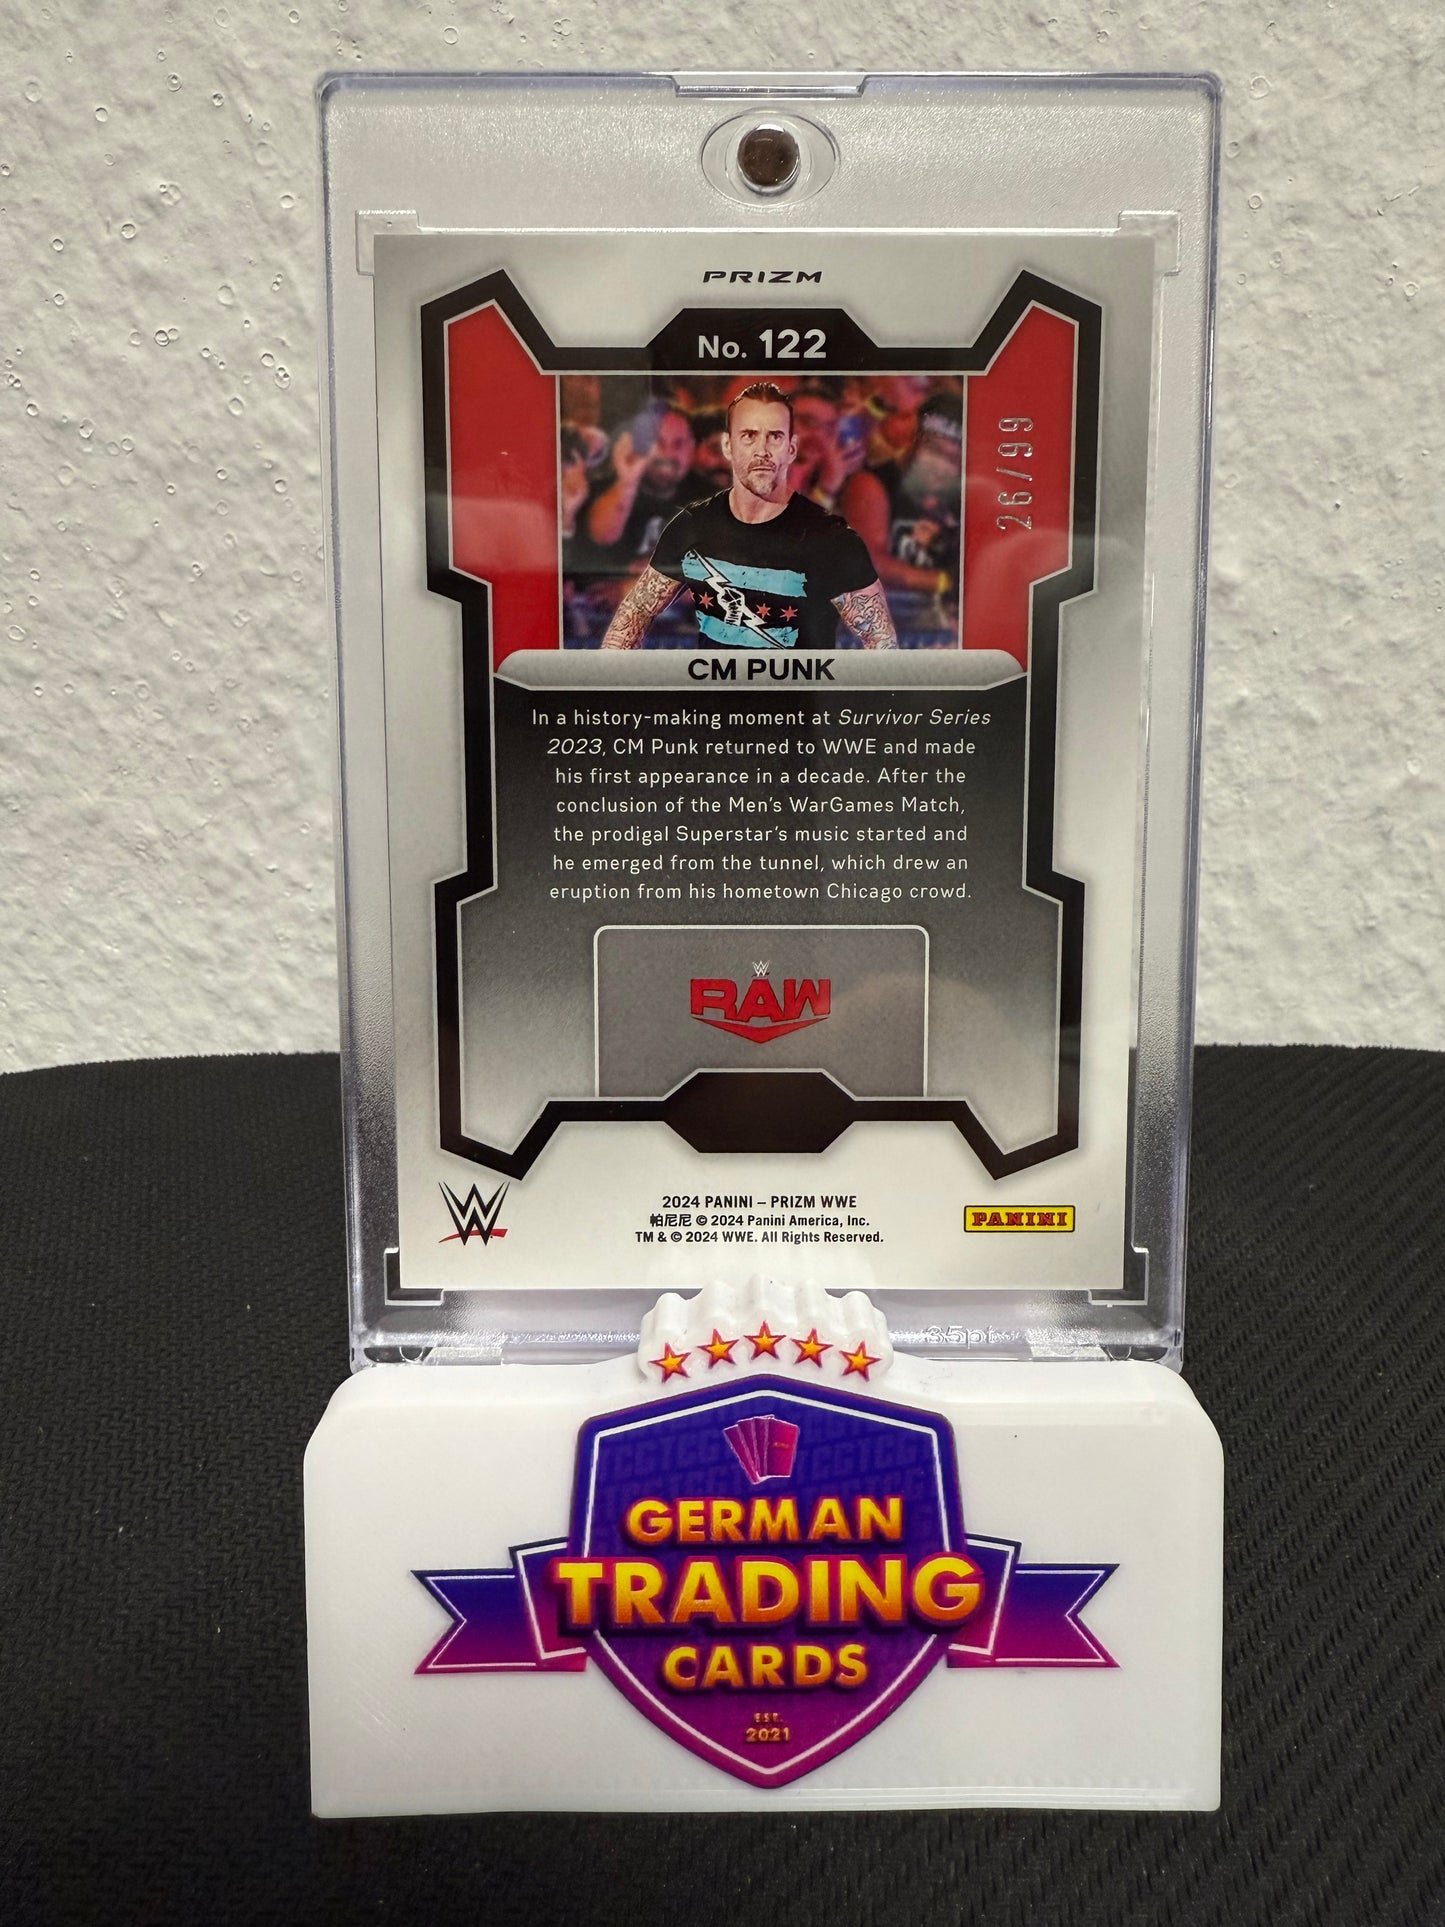 PRIZM
No. 122
26/99
CM PUNK
In a history-making moment at Survivor Series
2023, CM Punk returned to WWE and made
his first appearance in a decade. After the
conclusion of the Men's WarGames Match,
the prodigal Superstar's music started and
he emerged from the tunnel, which drew an
eruption from his hometown Chicago crowd.
W
RAW
W
2024 PANINI – PRIZM WWE
帕尼尼 © 2024 Panini America, Inc.
TM & © 2024 WWE. All Rights Reserved.
PANINI
35pt
GERMAN
TRADING
CARDS
EST.
2021